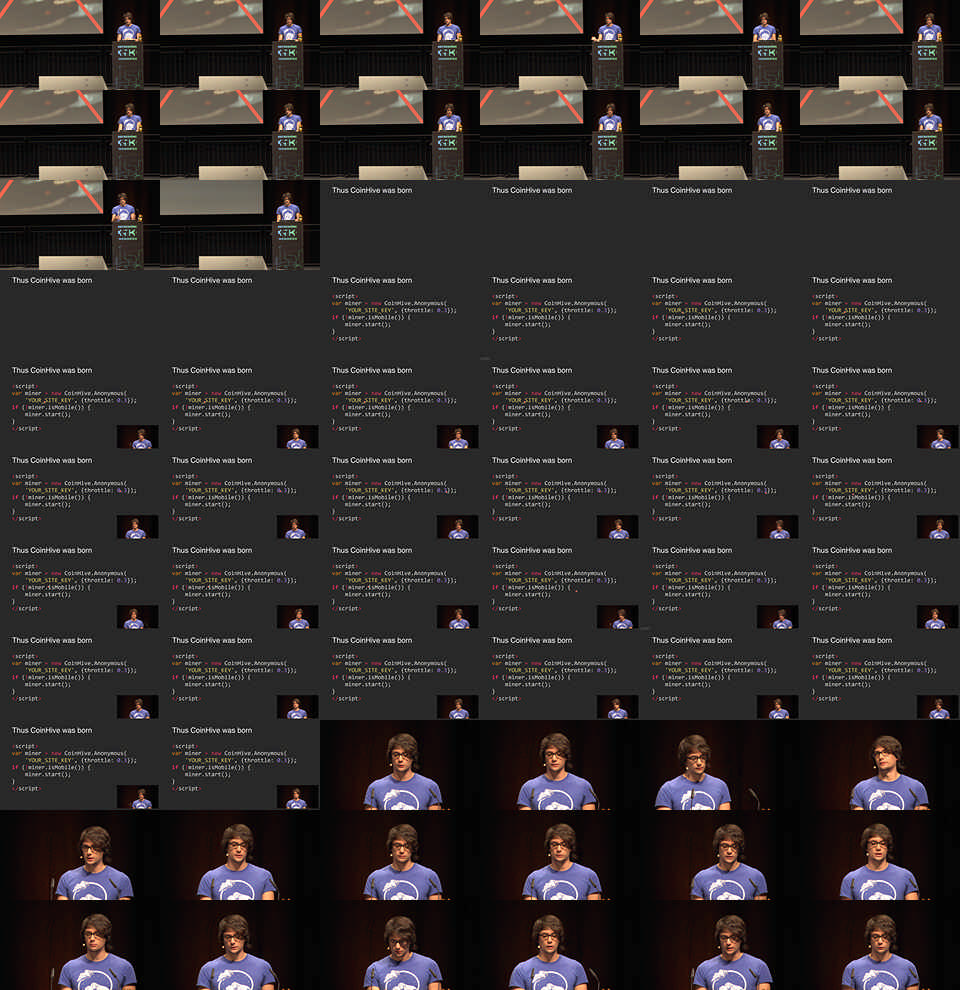 Thus CoinHive was born
<script>
var miner = new CoinHive.Anonymous(
'YOUR_SITE_KEY', {throttle: 0.3});
if (!miner.isMobile()) {
miner.start();
}
</script>